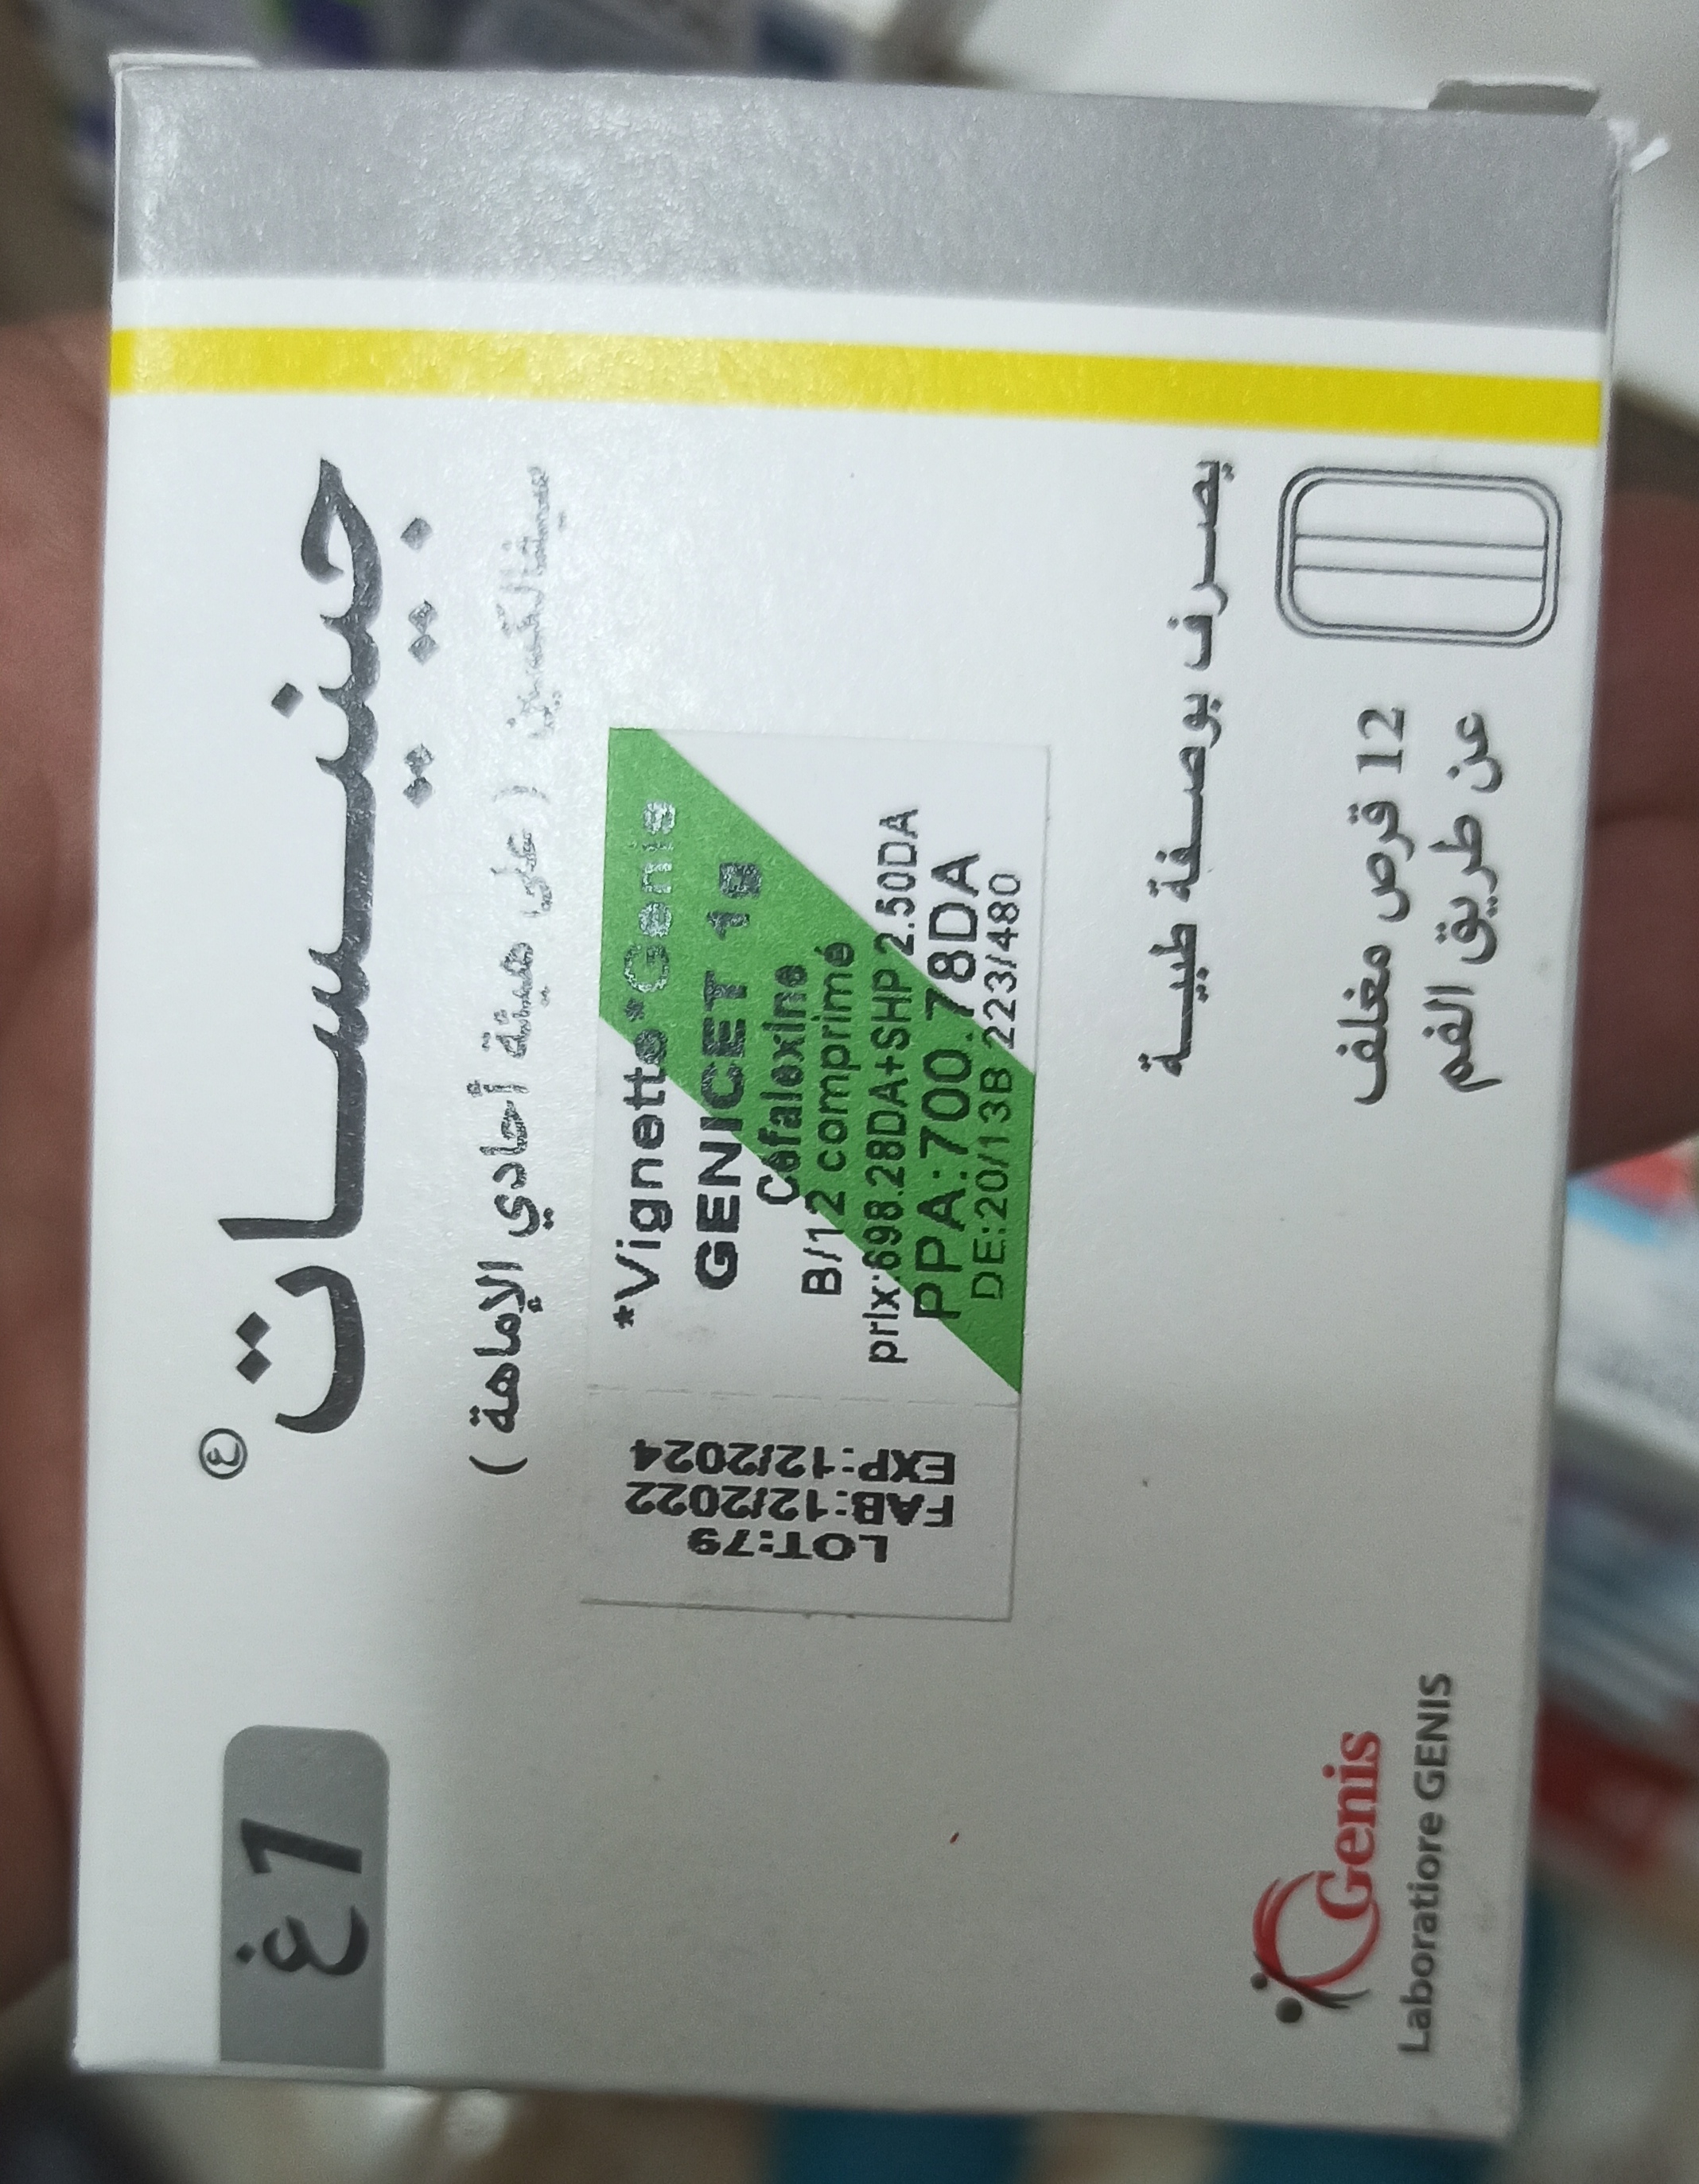 جينيسات
ع
1غ
سيفالكسين ( على هيئة أحادي الإماهة )
*Vignette*Genis
GENICET 1g
Cefalexine
B/12 comprimé
prix:698.28DA+SHP 2.50DA
PPA:700.78DA
DE:20/13B 223/480
LOT:79
FAB:12/2022
EXP:12/2024
يصرف بوصفة طبية
12 قرص مغلف
عن طريق الفم
Genis
Laboratiore GENIS